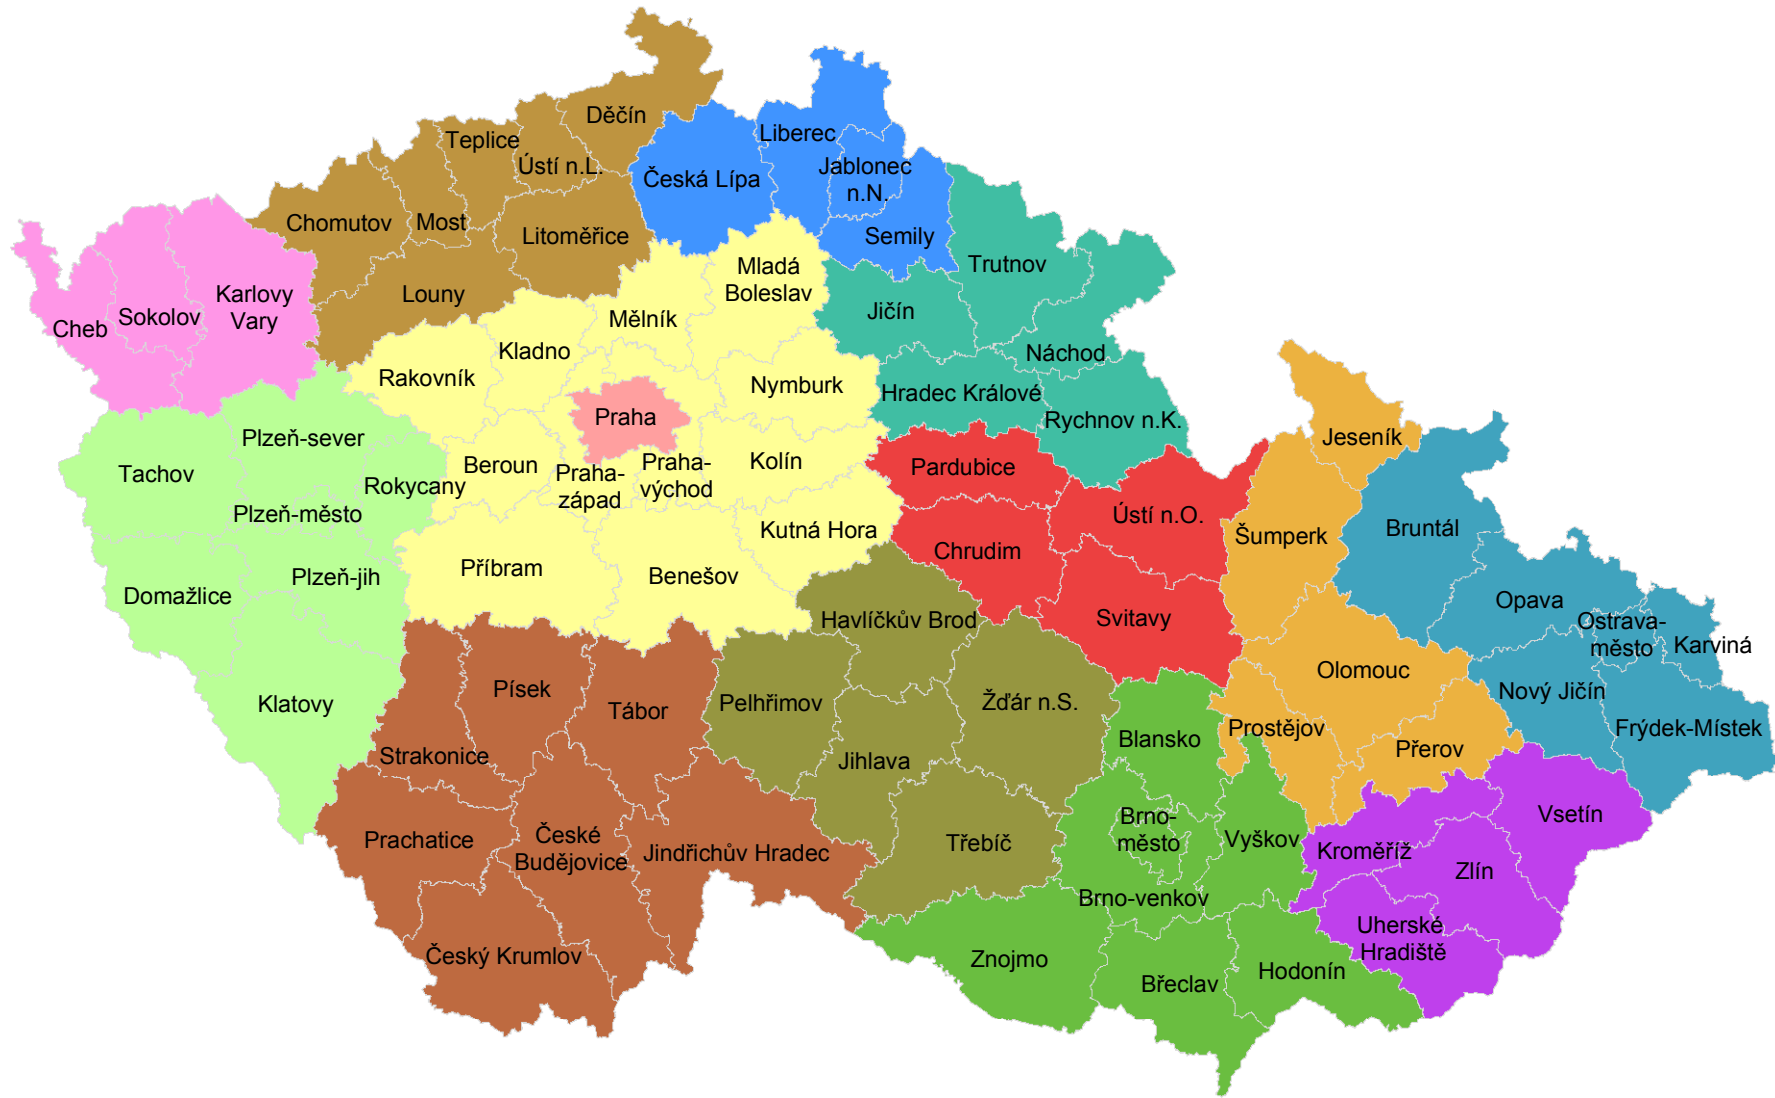 Děčín
Teplice
Ústí n.L.
Liberec
Česká Lípa
Jablonec
n.N.
Chomutov
Most
Litoměřice
Semily
Trutnov
Karlovy
Vary
Louny
Mladá
Boleslav
Cheb
Sokolov
Mělník
Jičín
Kladno
Náchod
Rakovník
Nymburk
Hradec Králové
Praha
Rychnov n.K.
Plzeň-sever
Jeseník
Tachov
Rokycany
Beroun
Praha-
západ
Praha-
východ
Kolín
Pardubice
Plzeň-město
Kutná Hora
Ústí n.O.
Šumperk
Bruntál
Chrudim
Plzeň-jih
Příbram
Benešov
Domažlice
Havlíčkův Brod
Svitavy
Opava
Ostrava-
město
Karviná
Klatovy
Písek
Tábor
Pelhřimov
Žďár n.S.
Olomouc
Nový Jičín
Strakonice
Jihlava
Blansko
Prostějov
Přerov
Frýdek-Místek
Prachatice
České
Budějovice
Jindřichův Hradec
Třebíč
Brno-
město
Vyškov
Kroměříž
Vsetín
Zlín
Brno-venkov
Uherské
Hradiště
Český Krumlov
Znojmo
Břeclav
Hodonín